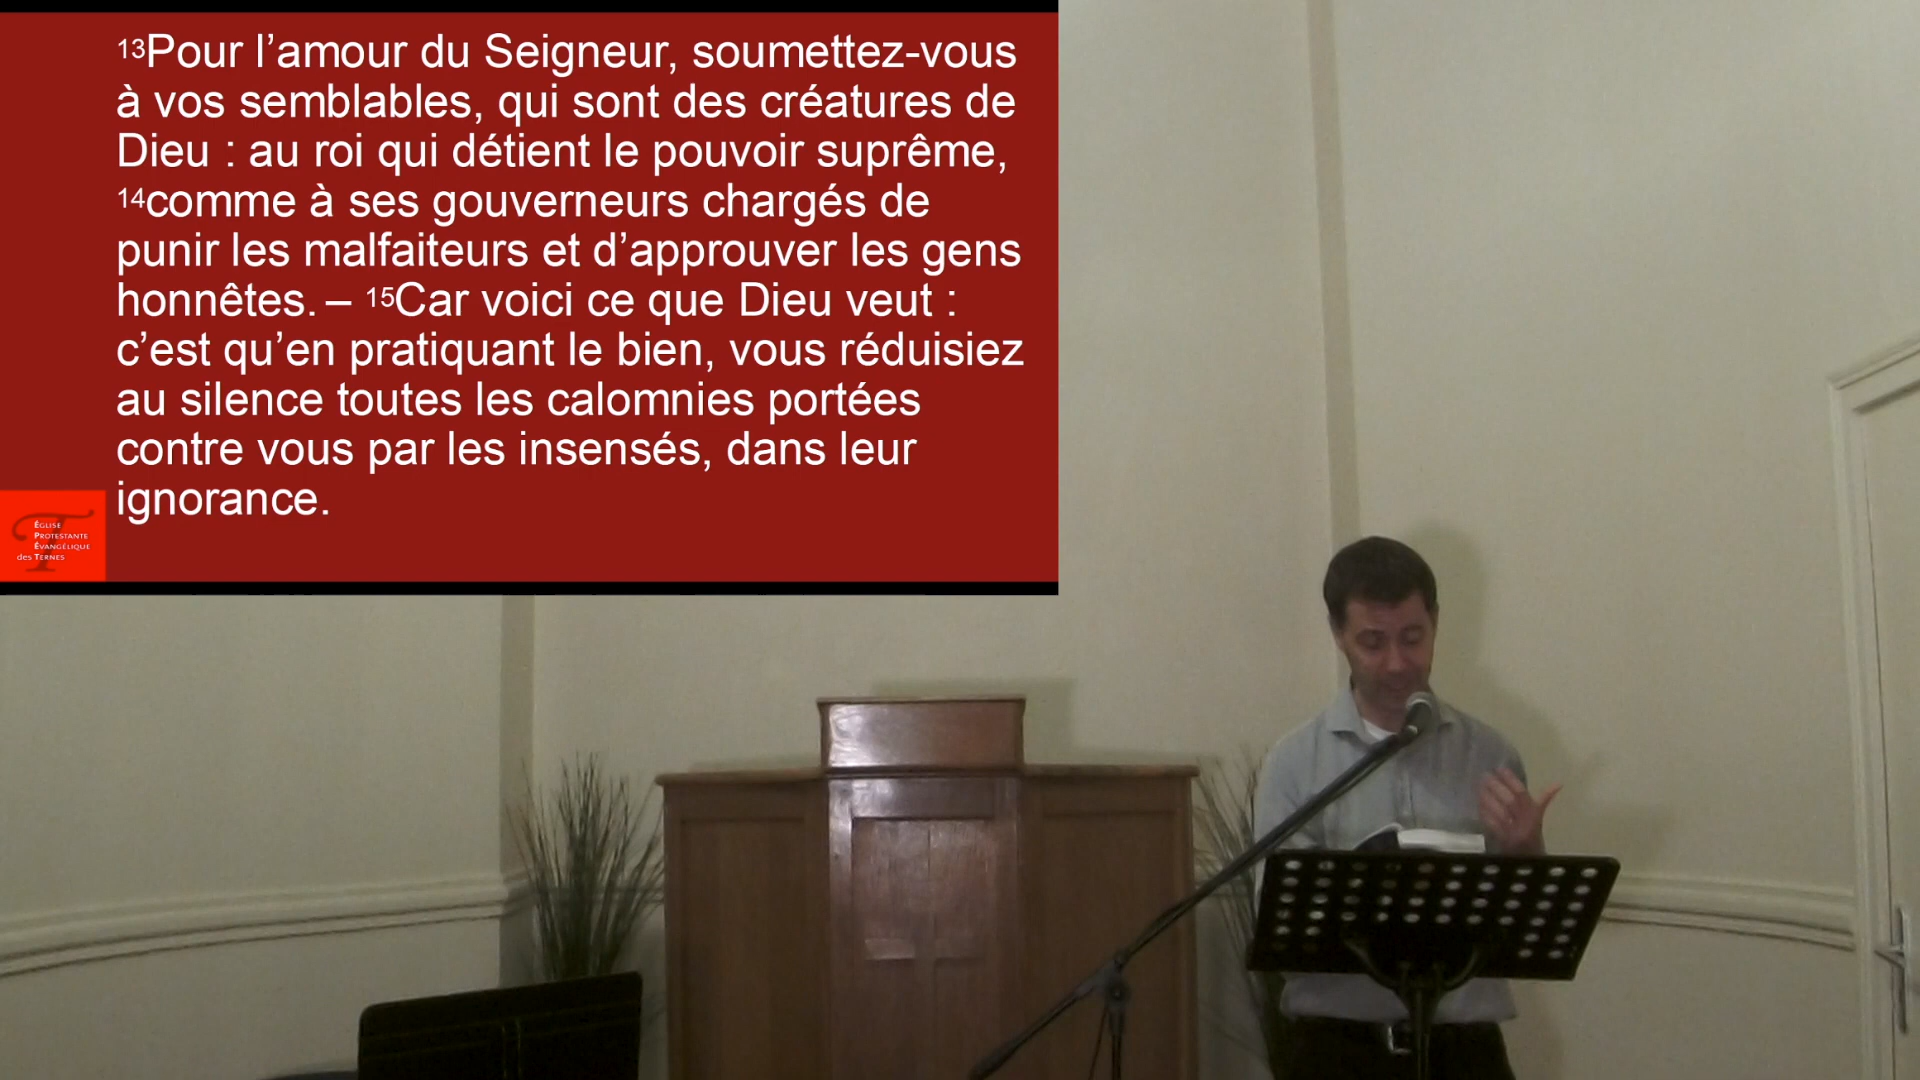 13Pour l’amour du Seigneur, soumettez-vous
à vos semblables, qui sont des créatures de
Dieu : au roi qui détient le pouvoir suprême,
14comme à ses gouverneurs chargés de
punir les malfaiteurs et d’approuver les gens
honnêtes. – 15Car voici ce que Dieu veut :
c’est qu’en pratiquant le bien, vous réduisiez
au silence toutes les calomnies portées
contre vous par les insensés, dans leur
ignorance.
ÉGLISE
PROTESTANTE
ÉVANGÉLIQUE
des TERNES